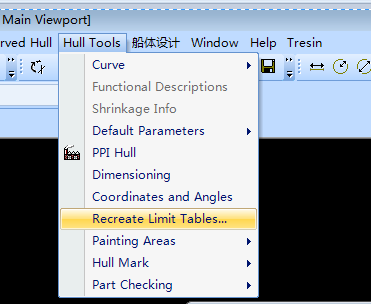 Main Viewport]
rved Hull Hull Tools 船体设计 Window Help Tresin
Curve
Functional Descriptions
Shrinkage Info
Default Parameters
PPI Hull
Dimensioning
Coordinates and Angles
Recreate Limit Tables...
Painting Areas
Hull Mark
Part Checking